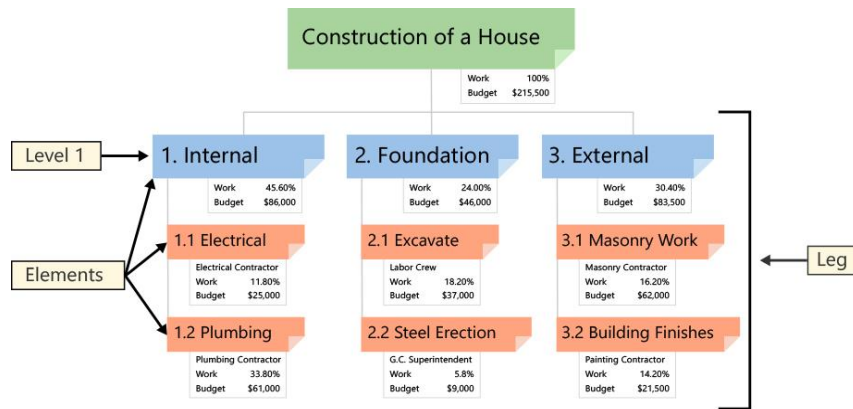 Construction of a House
Work 100%
Budget $215,500
Level 1
1. Internal
2. Foundation
3. External
Work 45.60%
Budget $86,000
Work 24.00%
Budget $46,000
Work 30.40%
Budget $83,500
Elements
Leg
1.1 Electrical
Electrical Contractor
Work 11.80%
Budget $25,000
2.1 Excavate
Labor Crew
Work 18.20%
Budget $37,000
3.1 Masonry Work
Masonry Contractor
Work 16.20%
Budget $62,000
1.2 Plumbing
Plumbing Contractor
Work 33.80%
Budget $61,000
2.2 Steel Erection
G.C. Superintendent
Work 5.8%
Budget $9,000
3.2 Building Finishes
Painting Contractor
Work 14.20%
Budget $21,500